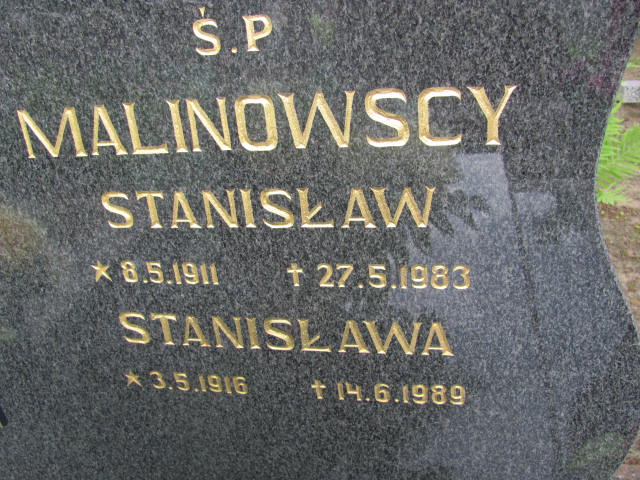 Ś.P
MALINOWSCY
STANISŁAW
★ 8.5.1911 † 27.5.1983
STANISŁAWA
★ 3.5.1916 † 14.6.1989